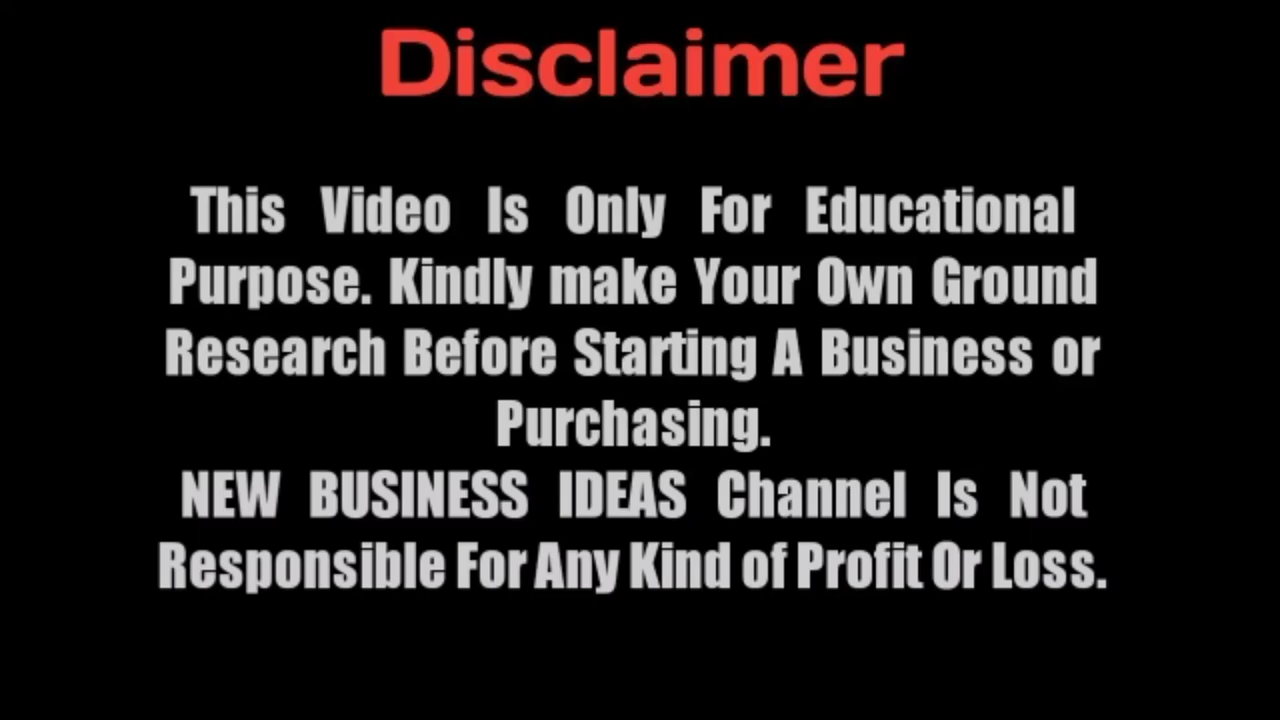 Disclaimer
This Video Is Only For Educational
Purpose. Kindly make Your Own Ground
Research Before Starting A Business or
Purchasing.
NEW BUSINESS IDEAS Channel Is Not
Responsible For Any Kind of Profit Or Loss.